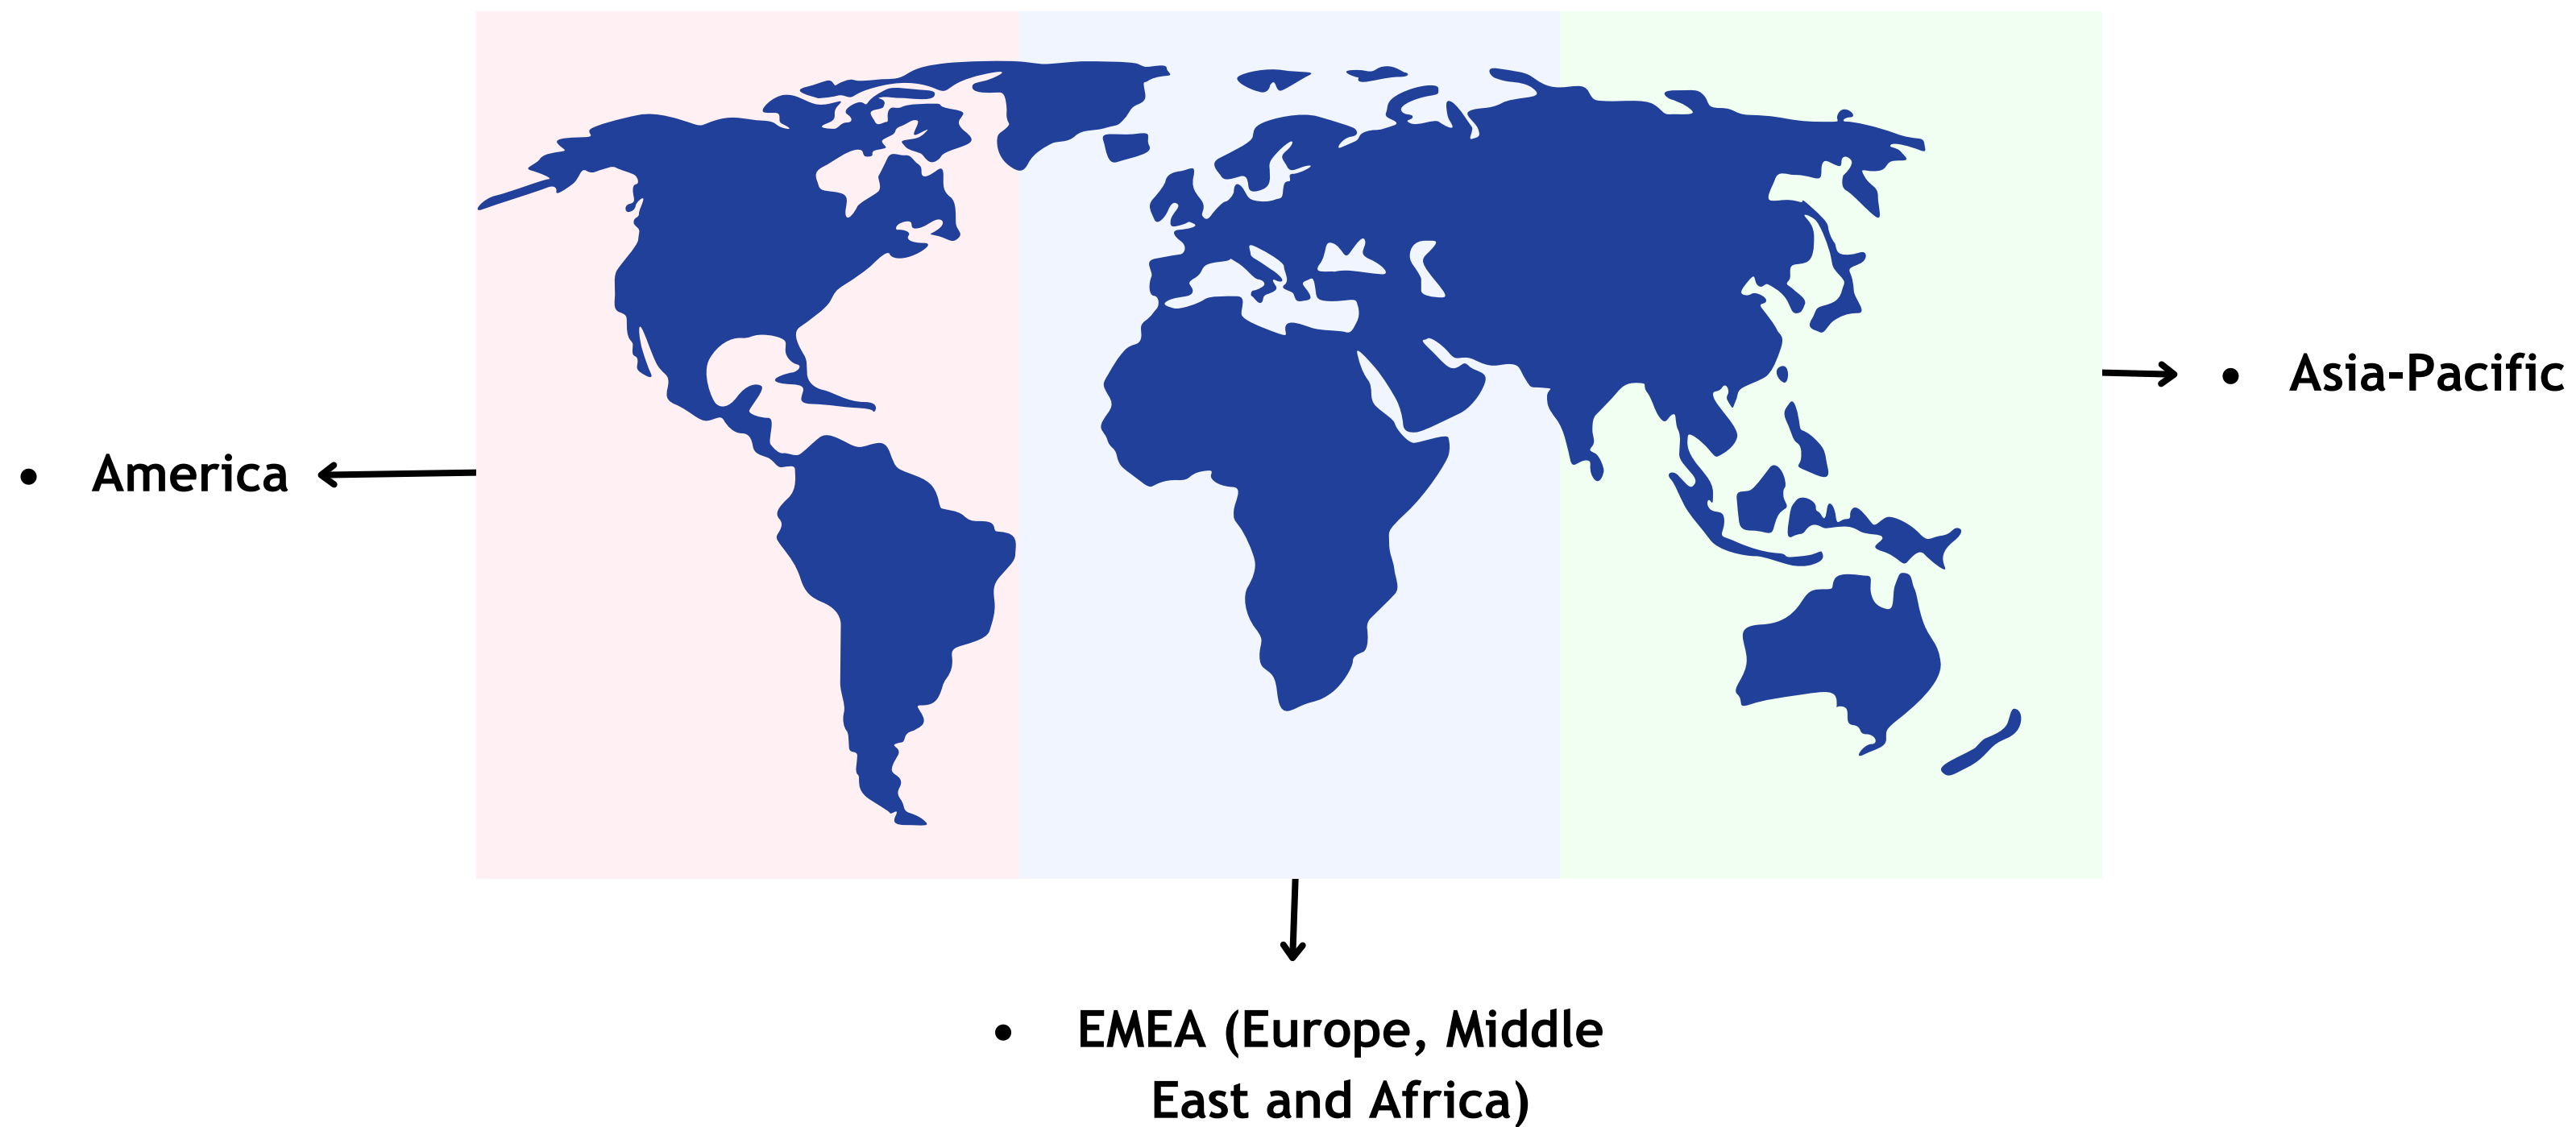 • Asia-Pacific
• America
• EMEA (Europe, Middle
East and Africa)